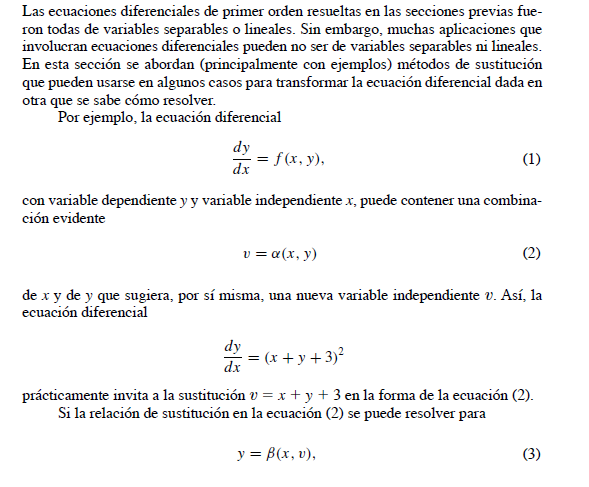 Las ecuaciones diferenciales de primer orden resueltas en las secciones previas fue-
ron todas de variables separables o lineales. Sin embargo, muchas aplicaciones que
involucran ecuaciones diferenciales pueden no ser de variables separables ni lineales.
En esta sección se abordan (principalmente con ejemplos) métodos de sustitución
que pueden usarse en algunos casos para transformar la ecuación diferencial dada en
otra que se sabe cómo resolver.
Por ejemplo, la ecuación diferencial
dy/dx = f(x, y), (1)
con variable dependiente y y variable independiente x, puede contener una combina-
ción evidente
v = α(x, y) (2)
de x y de y que sugiera, por sí misma, una nueva variable independiente v. Así, la
ecuación diferencial
dy/dx = (x + y + 3)²
prácticamente invita a la sustitución v = x + y + 3 en la forma de la ecuación (2).
Si la relación de sustitución en la ecuación (2) se puede resolver para
y = β(x, v), (3)